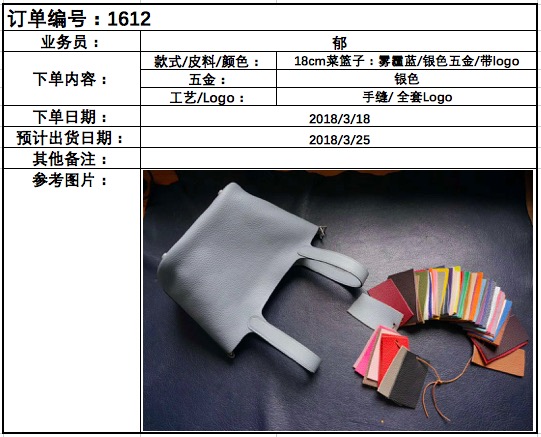 订单编号：1612
业务员：
郁
下单内容：
款式/皮料/颜色：
18cm菜篮子：雾霾蓝/银色五金/带logo
五金：
银色
工艺/Logo：
手缝/ 全套Logo
下单日期：
2018/3/18
预计出货日期：
2018/3/25
其他备注：
参考图片：